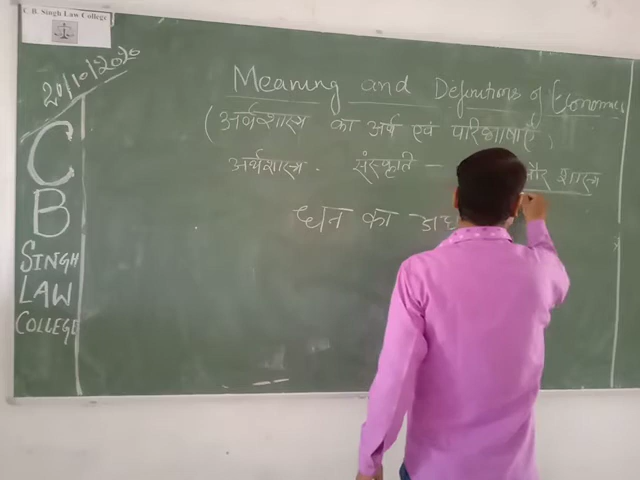 C. B. Singh Law College
20/10/2020
C
B
SINGH
LAW
COLLEGE
Meaning and Definitions of Economics
(अर्थशास्त्र का अर्थ एवं परिभाषाएँ)
अर्थशास्त्र. संस्कृति — और शास्त्र
धन का